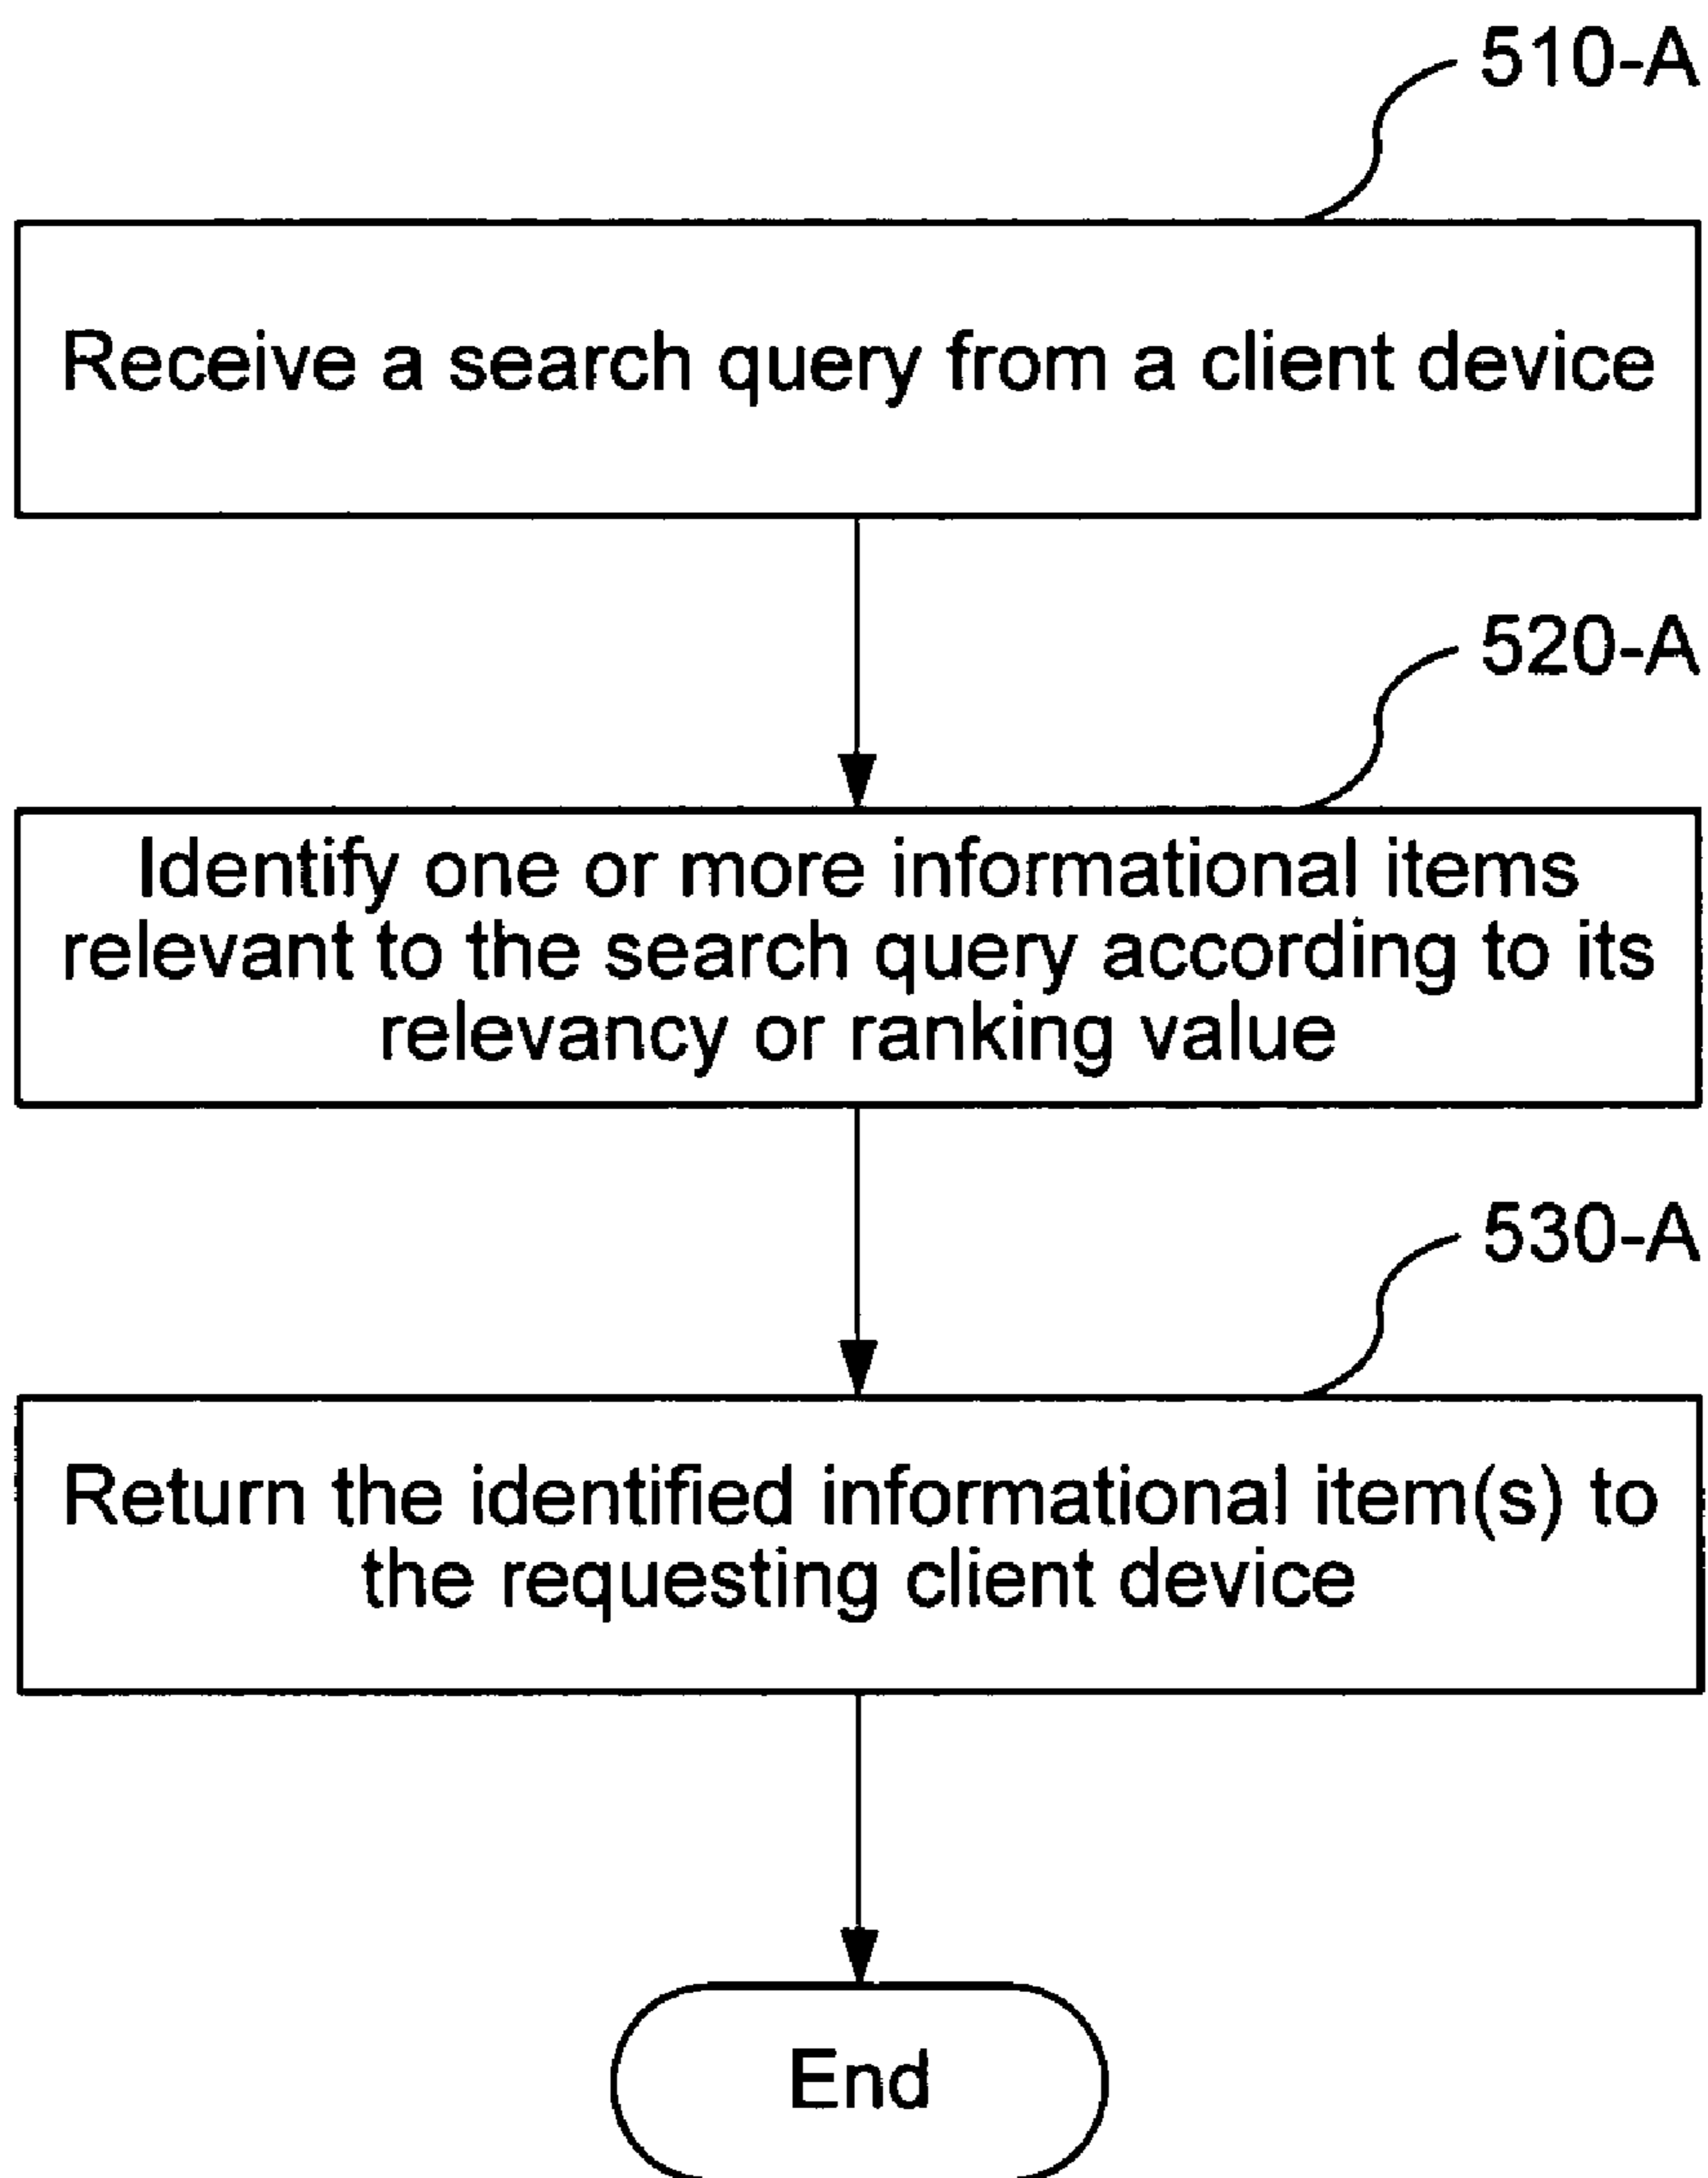 510-A
Receive a search query from a client device
520-A
Identify one or more informational items
relevant to the search query according to its
relevancy or ranking value
530-A
Return the identified informational item(s) to
the requesting client device
End